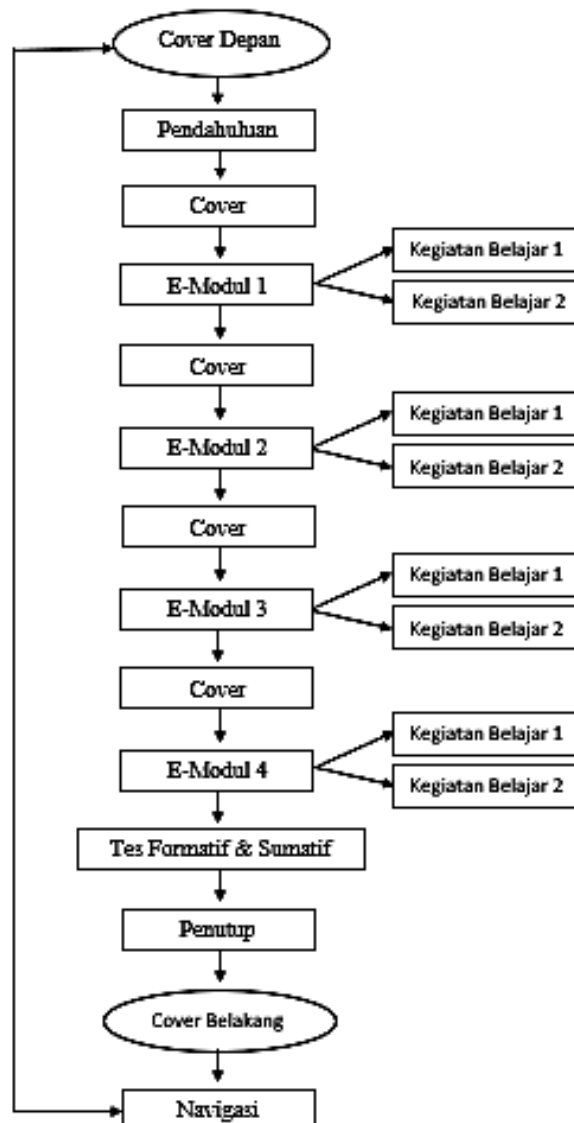 Cover Depan
Pendahuluan
Cover
E-Modul 1
Kegiatan Belajar 1
Kegiatan Belajar 2
Cover
E-Modul 2
Kegiatan Belajar 1
Kegiatan Belajar 2
Cover
E-Modul 3
Kegiatan Belajar 1
Kegiatan Belajar 2
Cover
E-Modul 4
Kegiatan Belajar 1
Kegiatan Belajar 2
Tes Formatif & Sumatif
Penutup
Cover Belakang
Navigasi